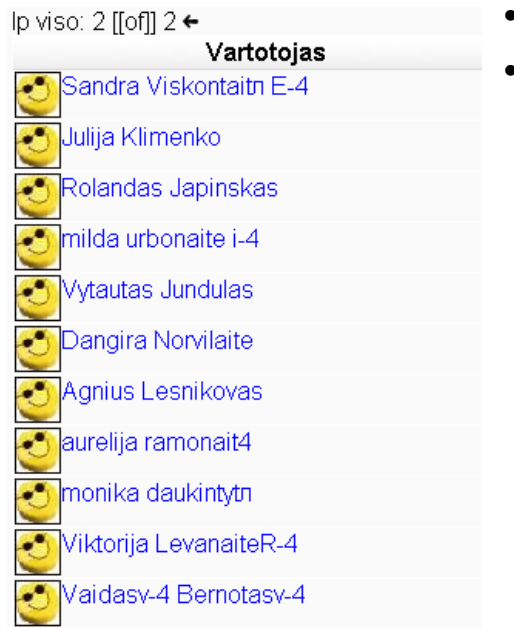 Ip viso: 2 [[of]] 2 🡨
Vartotojas
Sandra Viskontaitп E-4
Julija Klimenko
Rolandas Japinskas
milda urbonaite i-4
Vytautas Jundulas
Dangira Norvilaite
Agnius Lesnikovas
aurelija ramonait4
monika daukintytп
Viktorija LevanaiteR-4
Vaidasv-4 Bernotasv-4